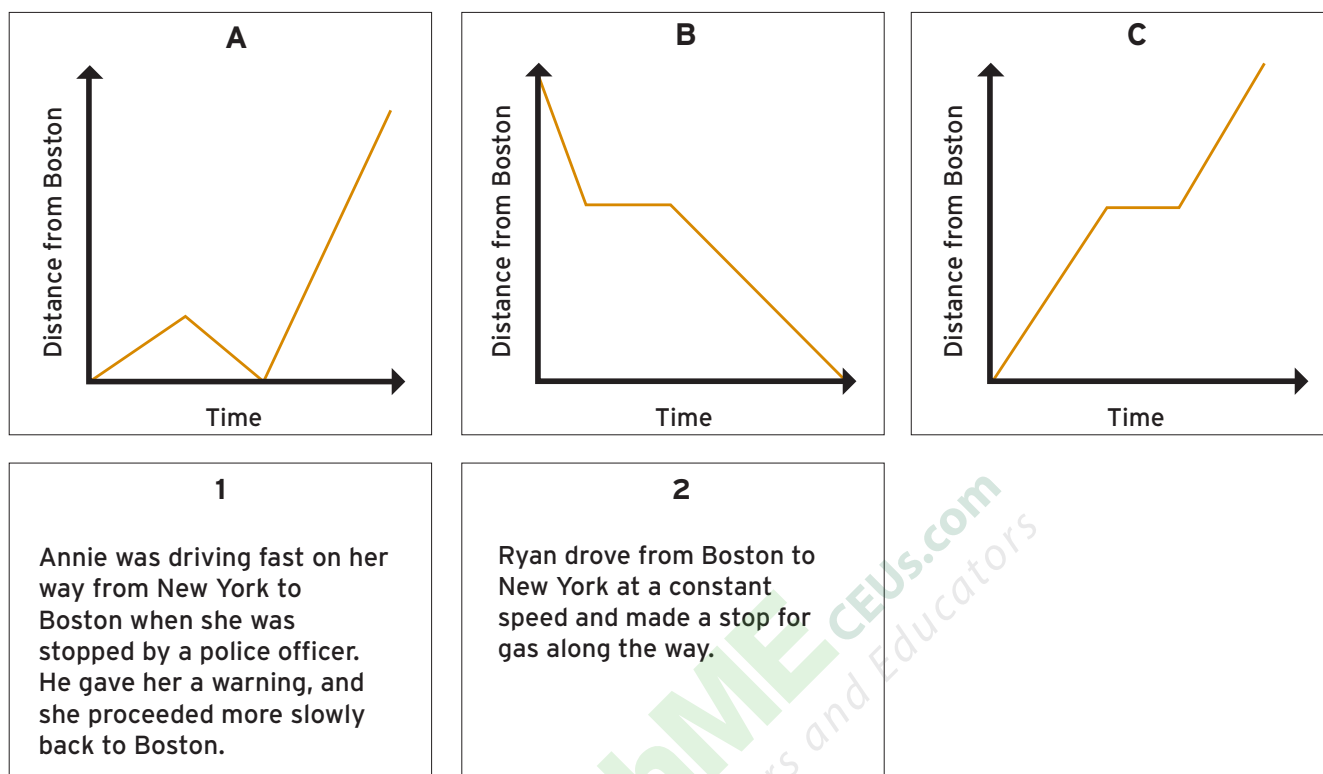 A
Distance from Boston
Time
B
Distance from Boston
Time
C
Distance from Boston
Time
1
Annie was driving fast on her
way from New York to
Boston when she was
stopped by a police officer.
He gave her a warning, and
she proceeded more slowly
back to Boston.
2
Ryan drove from Boston to
New York at a constant
speed and made a stop for
gas along the way.
CEUs.com
and Educators